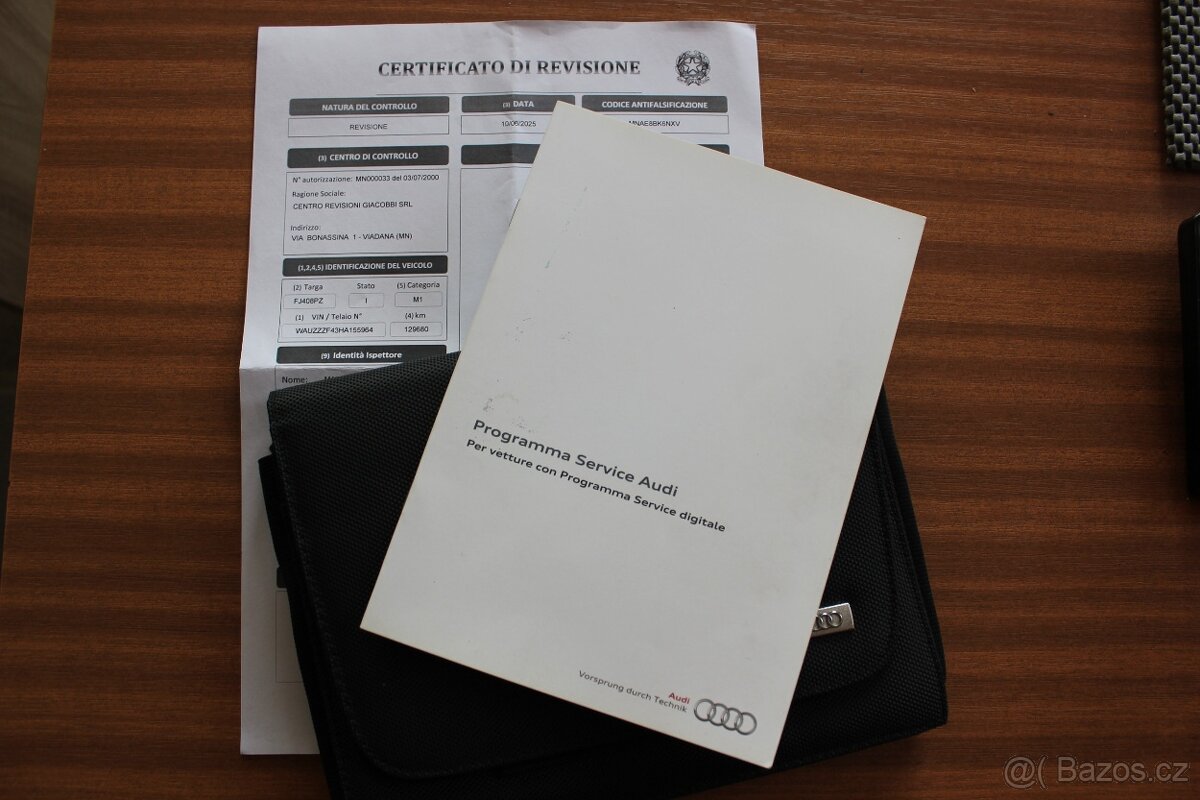 CERTIFICATO DI REVISIONE
NATURA DEL CONTROLLO
REVISIONE
(3) DATA
10/06/2025
CODICE ANTIFALSIFICAZIONE
MNAE8BK5NXV
(3) CENTRO DI CONTROLLO
N° autorizzazione: MN000033 del 03/07/2000
Ragione Sociale:
CENTRO REVISIONI GIACOBBI SRL
Indirizzo:
VIA BONASSINA 1 - VIADANA (MN)
(1,2,4,5) IDENTIFICAZIONE DEL VEICOLO
(2) Targa Stato (5) Categoria
FJ408PZ I M1
(1) VIN / Telaio N° (4) km
WAUZZZF43HA155964 129680
(9) Identità Ispettore
Nome:
Programma Service Audi
Per vetture con Programma Service digitale
Audi
Vorsprung durch Technik
@( Bazos.cz